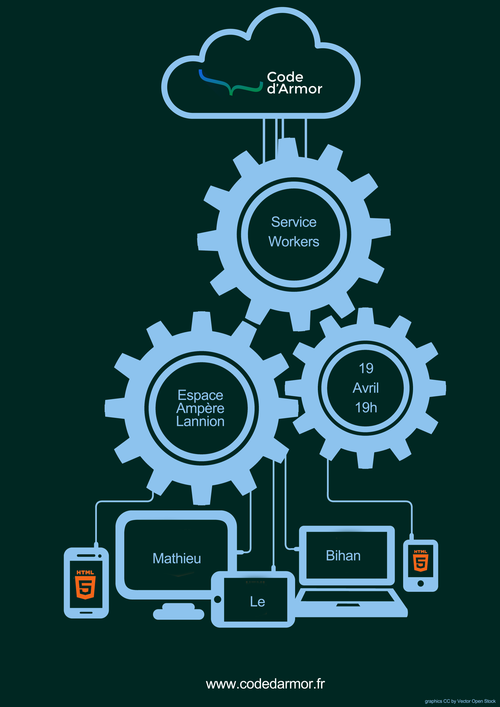 Code
d'Armor
Service
Workers
19
Avril
19h
Espace
Ampère
Lannion
Mathieu
Le
Bihan
HTML
5
HTML
5
www.codedarmor.fr
graphics CC by Vector Open Stock